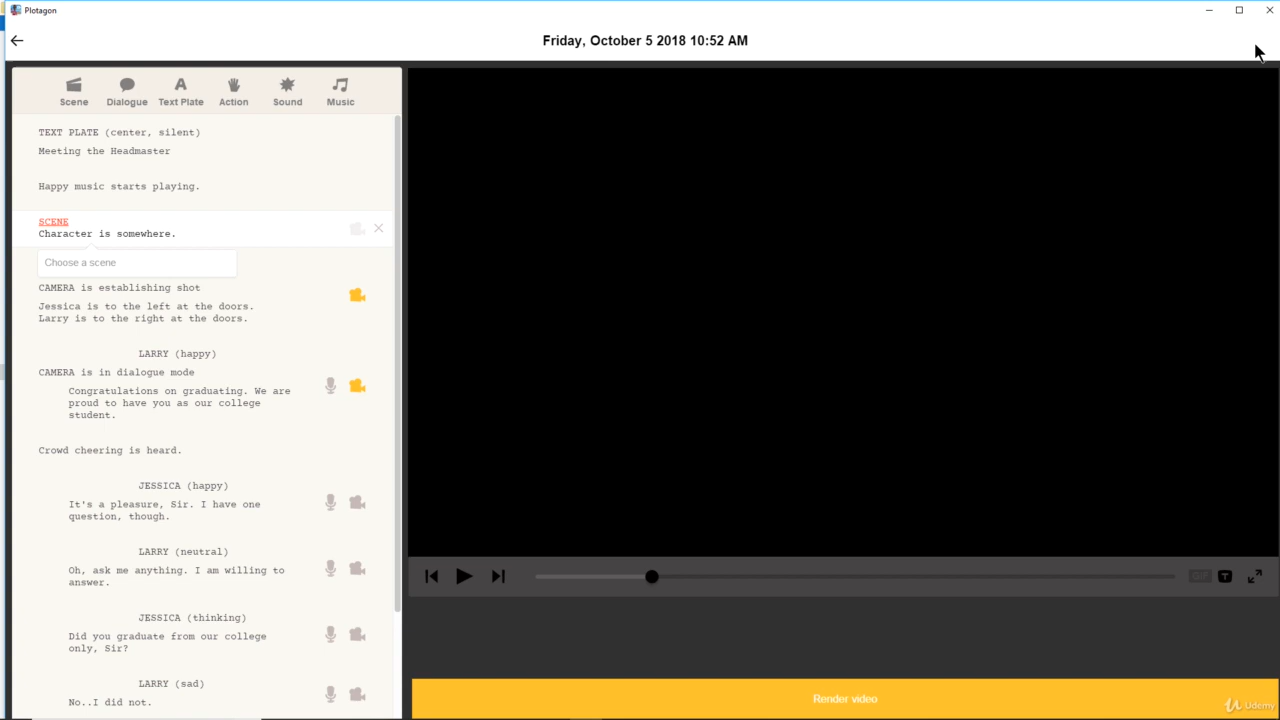 Plotagon
Friday, October 5 2018 10:52 AM
Scene Dialogue Text Plate Action Sound Music
TEXT PLATE (center, silent)
Meeting the Headmaster
Happy music starts playing.
SCENE
Character is somewhere.
Choose a scene
CAMERA is establishing shot
Jessica is to the left at the doors.
Larry is to the right at the doors.
LARRY (happy)
CAMERA is in dialogue mode
Congratulations on graduating. We are
proud to have you as our college
student.
Crowd cheering is heard.
JESSICA (happy)
It's a pleasure, Sir. I have one
question, though.
LARRY (neutral)
Oh, ask me anything. I am willing to
answer.
JESSICA (thinking)
Did you graduate from our college
only, Sir?
LARRY (sad)
No..I did not.
T
Render video
Udemy